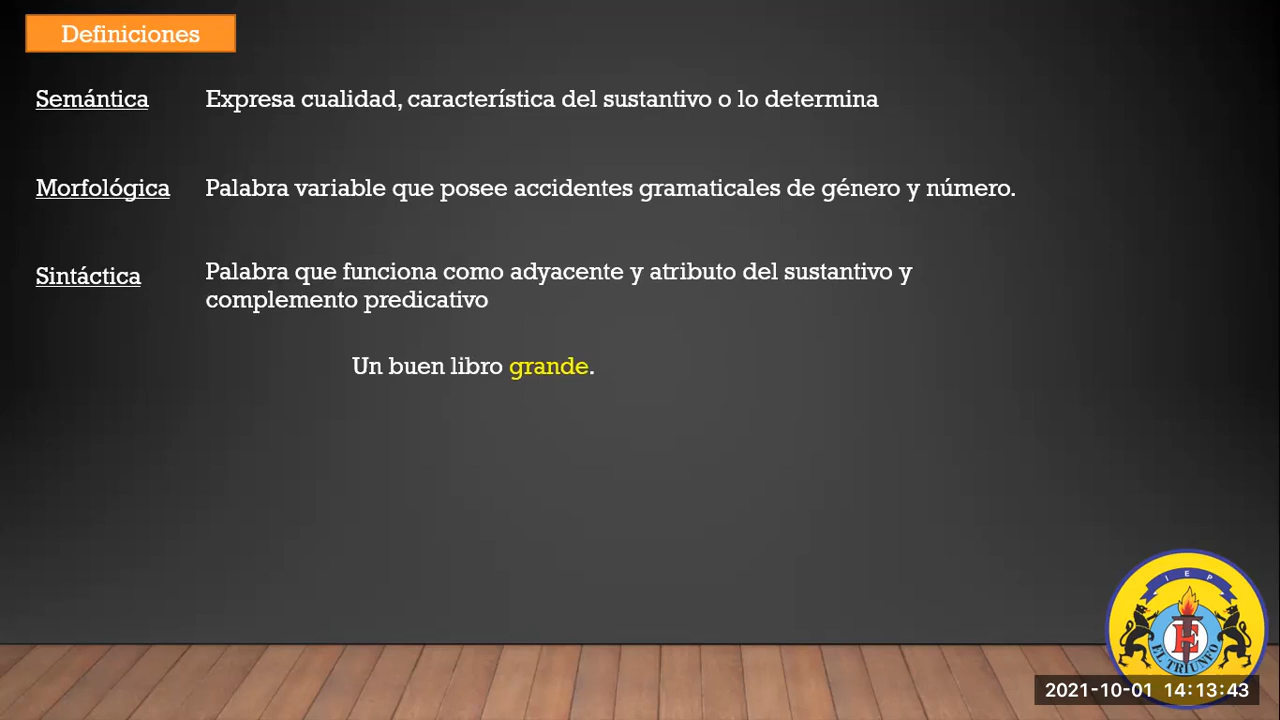 Definiciones
Semántica
Expresa cualidad, característica del sustantivo o lo determina
Morfológica
Palabra variable que posee accidentes gramaticales de género y número.
Sintáctica
Palabra que funciona como adyacente y atributo del sustantivo y
complemento predicativo
Un buen libro grande.
I E P
E
EL TRIUNFO
2021-10-01 14:13:43